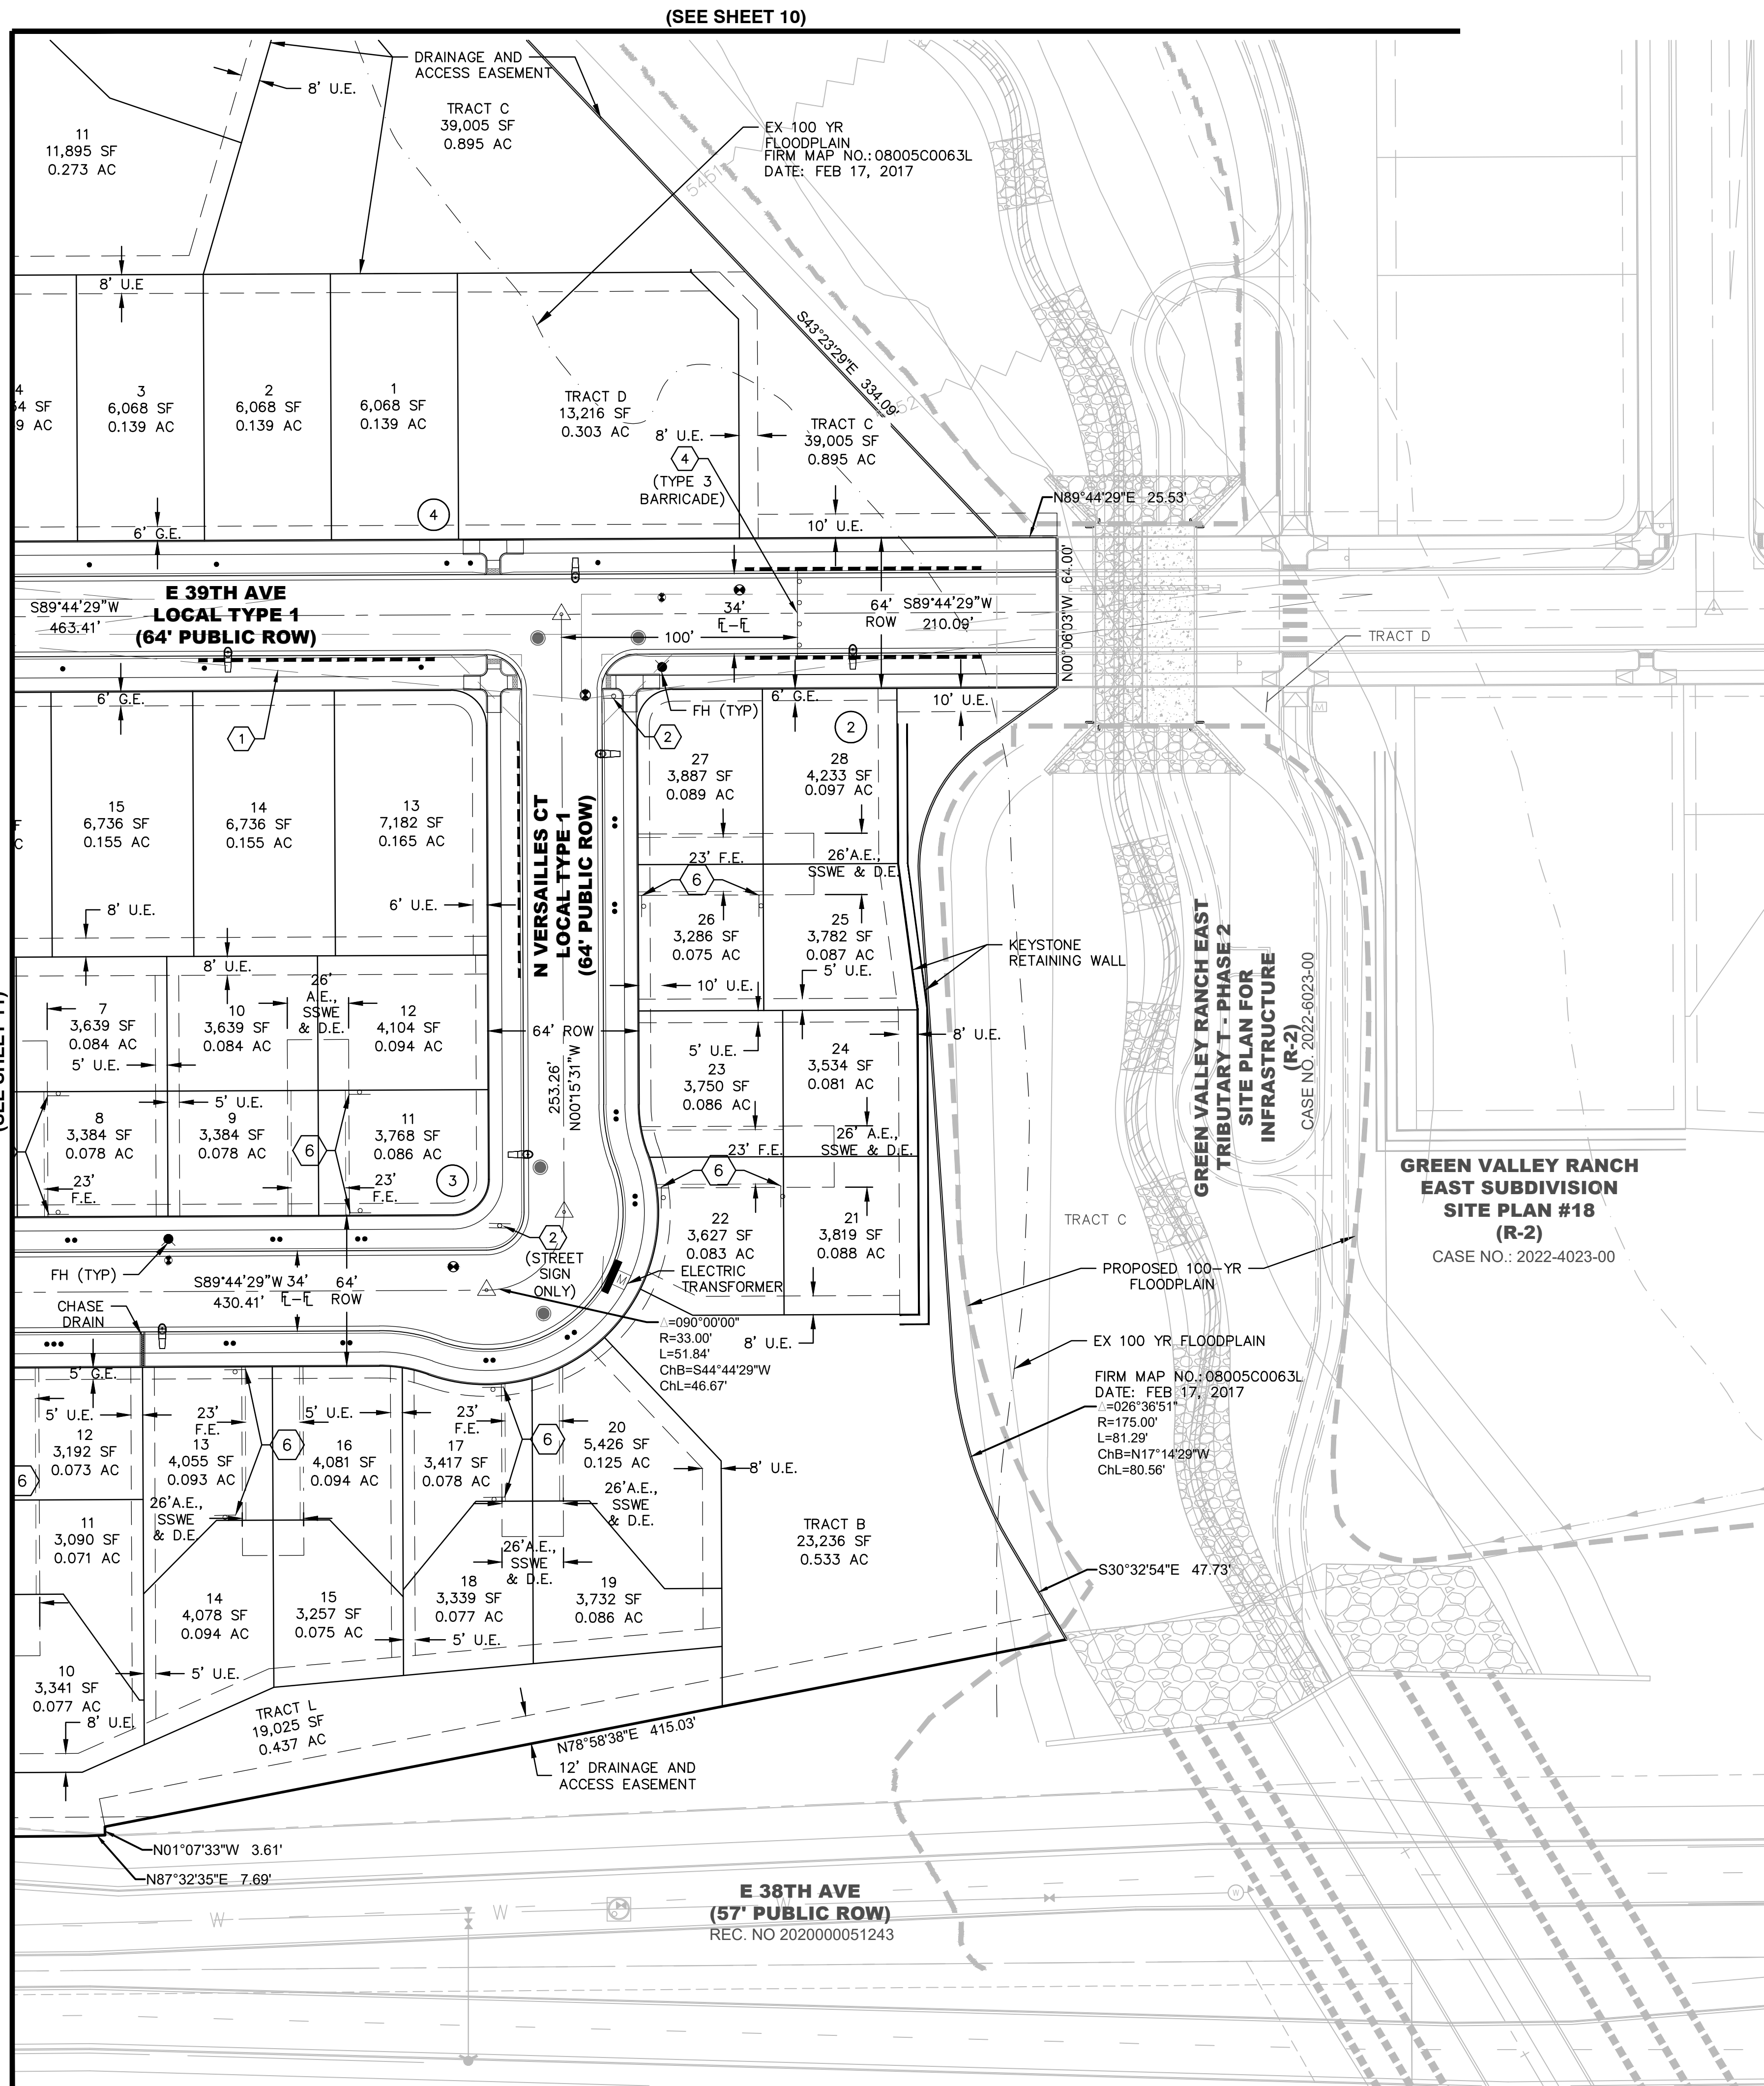 (SEE SHEET 10)
DRAINAGE AND
ACCESS EASEMENT
8' U.E.
TRACT C
39,005 SF
0.895 AC
11
11,895 SF
0.273 AC
EX 100 YR
FLOODPLAIN
FIRM MAP NO.: 08005C0063L
DATE: FEB 17, 2017
5451
8' U.E
S43°23'29"E 334.09'
52
4
54 SF
9 AC
3
6,068 SF
0.139 AC
2
6,068 SF
0.139 AC
1
6,068 SF
0.139 AC
TRACT D
13,216 SF
0.303 AC
8' U.E.
TRACT C
39,005 SF
0.895 AC
4
(TYPE 3
BARRICADE)
4
6' G.E.
10' U.E.
N89°44'29"E 25.53'
E 39TH AVE
LOCAL TYPE 1
(64' PUBLIC ROW)
S89°44'29"W
463.41'
34'
FL-FL
100'
64'
ROW
S89°44'29"W
210.09'
N00°06'03"W 64.00'
TRACT D
6' G.E.
1
FH (TYP)
2
6' G.E.
10' U.E.
2
M
15
6,736 SF
0.155 AC
14
6,736 SF
0.155 AC
13
7,182 SF
0.165 AC
F
C
N VERSAILLES CT
LOCAL TYPE 1
(64' PUBLIC ROW)
27
3,887 SF
0.089 AC
28
4,233 SF
0.097 AC
23' F.E.
26'A.E.,
SSWE & D.E.
6
8' U.E.
6' U.E.
26
3,286 SF
0.075 AC
25
3,782 SF
0.087 AC
5' U.E.
10' U.E.
KEYSTONE
RETAINING WALL
8' U.E.
26'
A.E.,
SSWE
& D.E.
7
3,639 SF
0.084 AC
10
3,639 SF
0.084 AC
12
4,104 SF
0.094 AC
5' U.E.
64' ROW
253.26'
N00°15'31"W
5' U.E.
23
3,750 SF
0.086 AC
24
3,534 SF
0.081 AC
8' U.E.
GREEN VALLEY RANCH EAST
TRIBUTARY T - PHASE 2
SITE PLAN FOR
INFRASTRUCTURE
(R-2)
CASE NO. 2022-6023-00
5' U.E.
8
3,384 SF
0.078 AC
9
3,384 SF
0.078 AC
6
11
3,768 SF
0.086 AC
23'
F.E.
23'
F.E.
3
23' F.E.
26' A.E.,
SSWE & D.E.
6
22
3,627 SF
0.083 AC
21
3,819 SF
0.088 AC
TRACT C
GREEN VALLEY RANCH
EAST SUBDIVISION
SITE PLAN #18
(R-2)
CASE NO.: 2022-4023-00
2
(STREET
SIGN
ONLY)
M
ELECTRIC
TRANSFORMER
FH (TYP)
S89°44'29"W
430.41'
34'
FL-FL
64'
ROW
CHASE
DRAIN
PROPOSED 100-YR
FLOODPLAIN
△=090°00'00"
R=33.00'
L=51.84'
ChB=S44°44'29"W
ChL=46.67'
8' U.E.
EX 100 YR FLOODPLAIN
FIRM MAP NO.: 08005C0063L
DATE: FEB 17, 2017
△=026°36'51"
R=175.00'
L=81.29'
ChB=N17°14'29"W
ChL=80.56'
5' G.E.
5' U.E.
12
3,192 SF
0.073 AC
23'
F.E.
13
4,055 SF
0.093 AC
6
5' U.E.
16
4,081 SF
0.094 AC
23'
F.E.
17
3,417 SF
0.078 AC
6
20
5,426 SF
0.125 AC
8' U.E.
6
26'A.E.,
SSWE
& D.E.
26'A.E.,
SSWE
& D.E.
26'A.E.,
SSWE
& D.E.
11
3,090 SF
0.071 AC
TRACT B
23,236 SF
0.533 AC
S30°32'54"E 47.73'
14
4,078 SF
0.094 AC
15
3,257 SF
0.075 AC
18
3,339 SF
0.077 AC
19
3,732 SF
0.086 AC
5' U.E.
10
3,341 SF
0.077 AC
5' U.E.
8' U.E.
TRACT L
19,025 SF
0.437 AC
N78°58'38"E 415.03'
12' DRAINAGE AND
ACCESS EASEMENT
N01°07'33"W 3.61'
N87°32'35"E 7.69'
E 38TH AVE
(57' PUBLIC ROW)
REC. NO 2020000051243
W
W
W
W